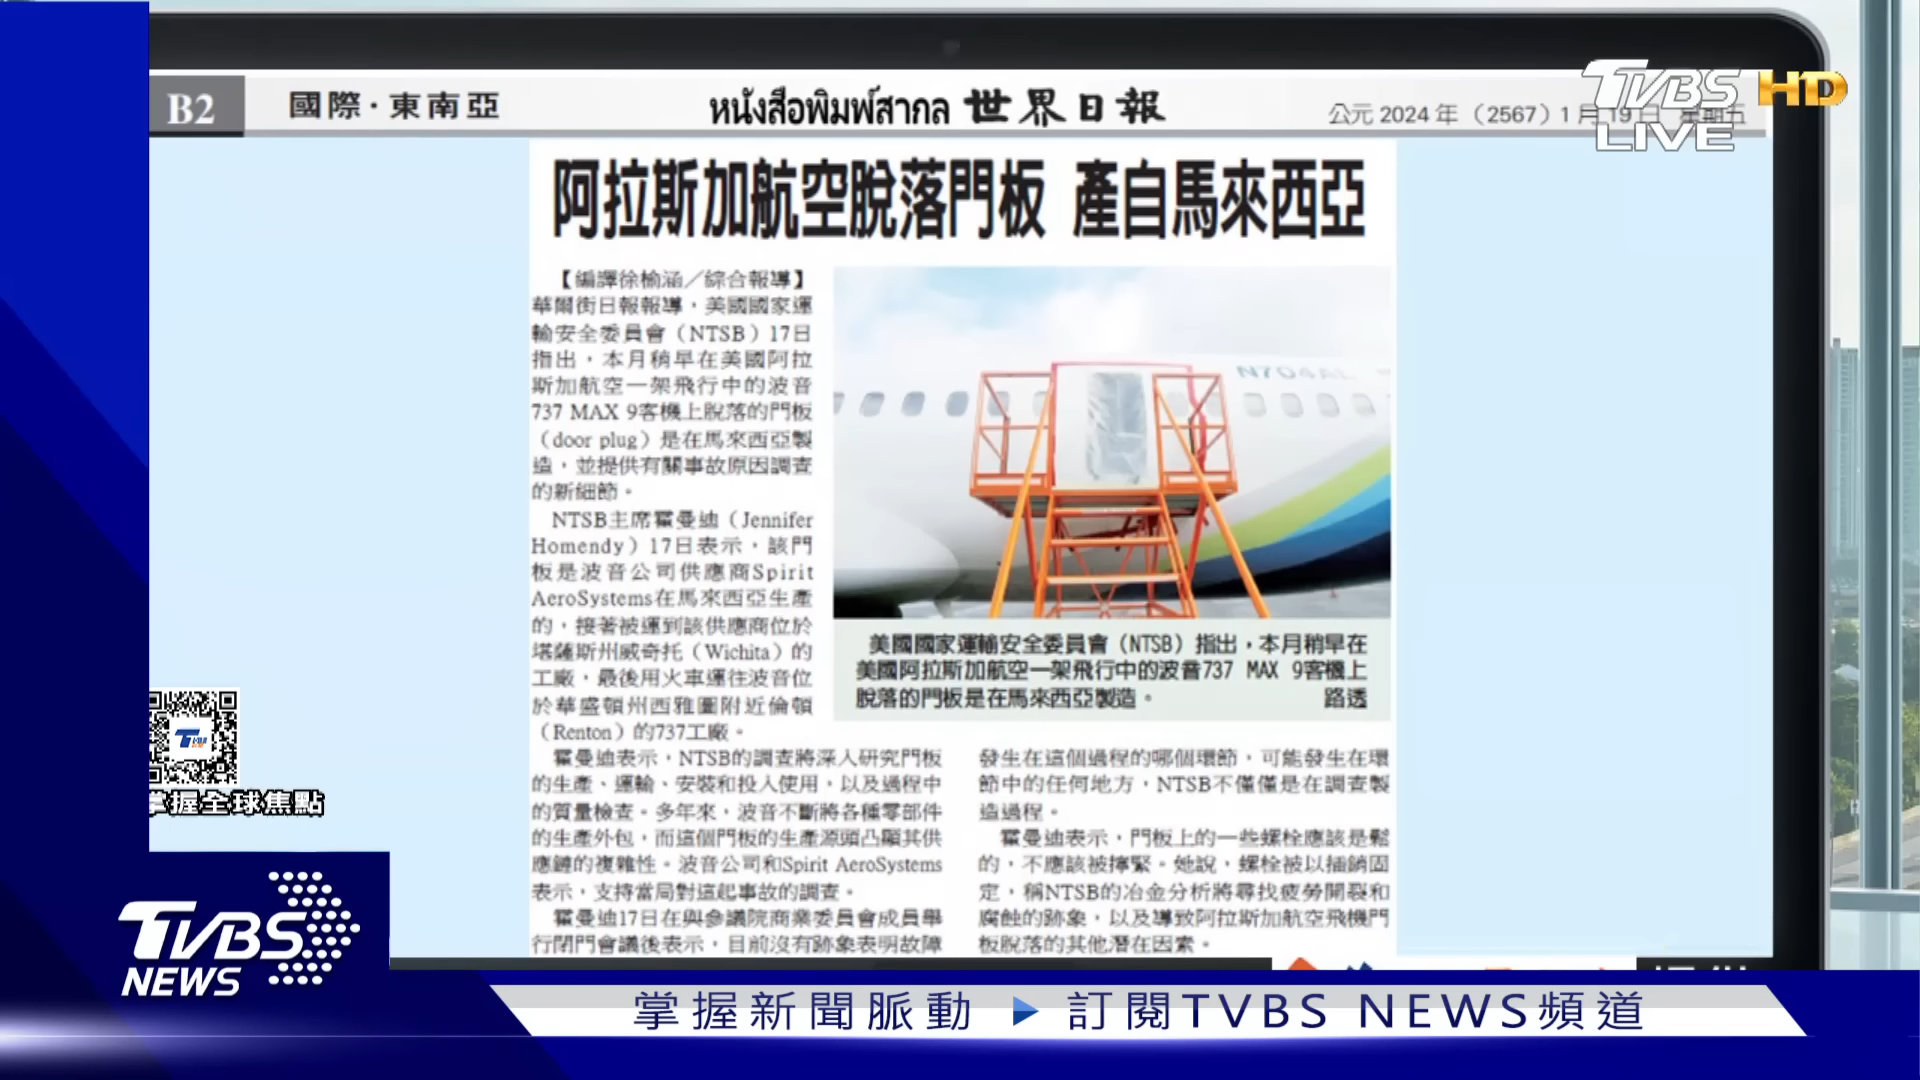 B2
國際·東南亞
หนังสือพิมพ์สากล 世界日報
公元 2024 年（2567）1 月 19 日 星期五
TVBS HD
LIVE
阿拉斯加航空脫落門板 產自馬來西亞
【編譯徐榆涵／綜合報導】
華爾街日報報導，美國國家運
輸安全委員會（NTSB）17日
指出，本月稍早在美國阿拉
斯加航空一架飛行中的波音
737 MAX 9客機上脫落的門板
（door plug）是在馬來西亞製
造，並提供有關事故原因調查
的新細節。
NTSB主席霍曼迪（Jennifer
Homendy）17日表示，該門
板是波音公司供應商Spirit
AeroSystems在馬來西亞生產
的，接著被運到該供應商位於
堪薩斯州威奇托（Wichita）的
工廠，最後用火車運往波音位
於華盛頓州西雅圖附近倫頓
（Renton）的737工廠。
霍曼迪表示，NTSB的調查將深入研究門板
的生產、運輸、安裝和投入使用，以及過程中
的質量檢查。多年來，波音不斷將各種零部件
的生產外包，而這個門板的生產源頭凸顯其供
應鏈的複雜性。波音公司和Spirit AeroSystems
表示，支持當局對這起事故的調查。
霍曼迪17日在與參議院商業委員會成員舉
行閉門會議後表示，目前沒有跡象表明故障
N704AL
美國國家運輸安全委員會（NTSB）指出，本月稍早在
美國阿拉斯加航空一架飛行中的波音737 MAX 9客機上
脫落的門板是在馬來西亞製造。 路透
發生在這個過程的哪個環節，可能發生在環
節中的任何地方，NTSB不僅僅是在調查製
造過程。
霍曼迪表示，門板上的一些螺栓應該是鬆
的，不應該被擰緊。她說，螺栓被以插銷固
定，稱NTSB的冶金分析將尋找疲勞開裂和
腐蝕的跡象，以及導致阿拉斯加航空飛機門
板脫落的其他潛在因素。
TVBS
掌握全球焦點
TVBS
NEWS
掌握新聞脈動 ▶ 訂閱TVBS NEWS頻道